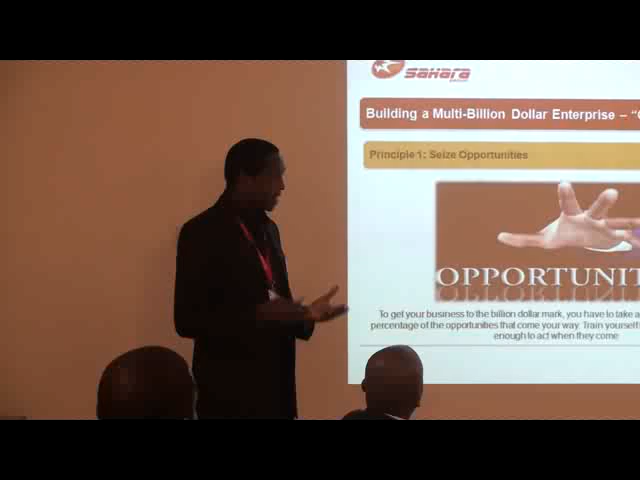 sahara
Building a Multi-Billion Dollar Enterprise – “
Principle 1: Seize Opportunities
OPPORTUNIT
To get your business to the billion dollar mark, you have to take a
percentage of the opportunities that come your way. Train yourself
enough to act when they come